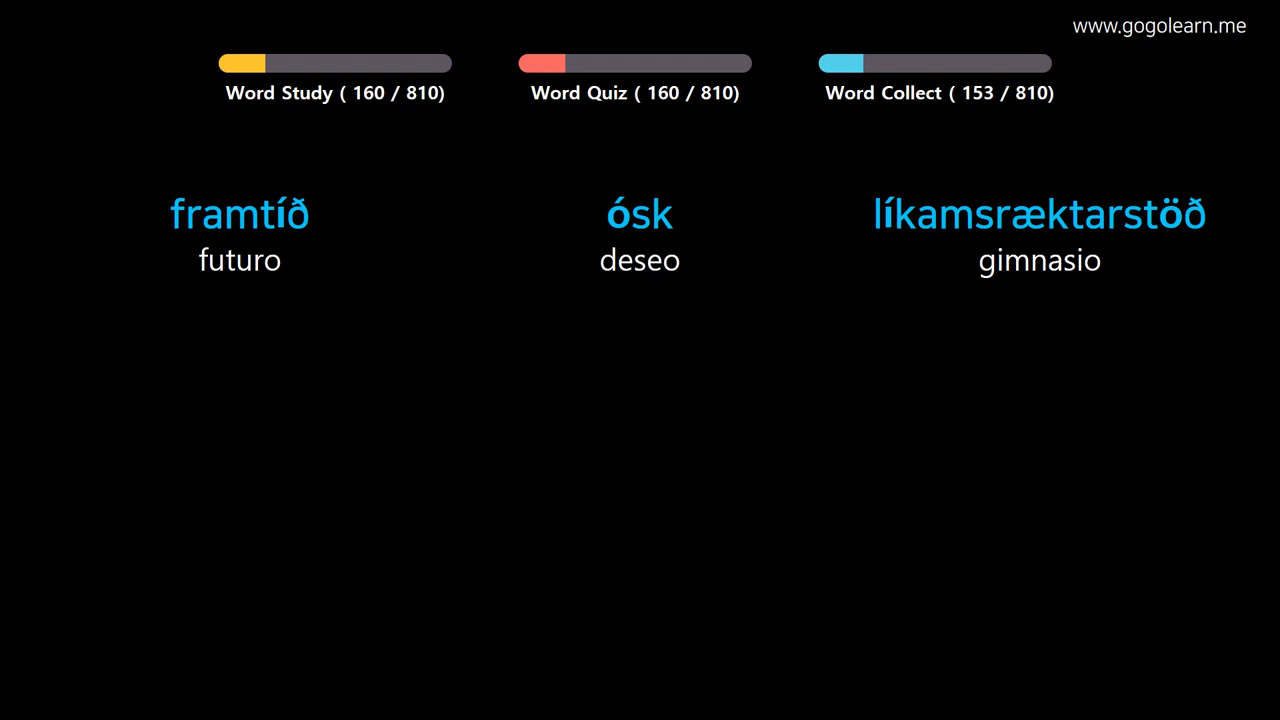 www.gogolearn.me
Word Study ( 160 / 810)
Word Quiz ( 160 / 810)
Word Collect ( 153 / 810)
framtíð
futuro
ósk
deseo
líkamsræktarstöð
gimnasio